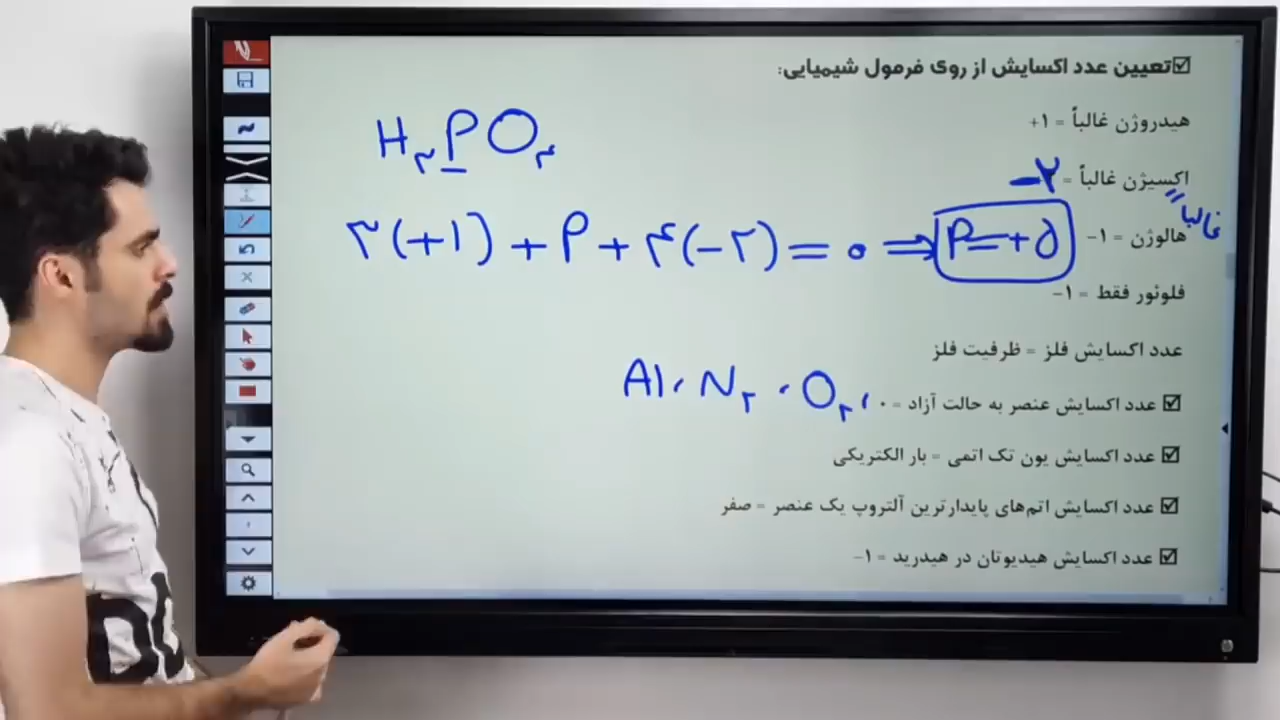 تعیین عدد اکسایش از روی فرمول شیمیایی:
هیدروژن غالباً = ۱+
اکسیژن غالباً = -۲
غالباً
هالوژن = ۱-
فلوئور فقط = ۱-
عدد اکسایش فلز = ظرفیت فلز
عدد اکسایش عنصر به حالت آزاد = ۰
عدد اکسایش یون تک اتمی = بار الکتریکی
عدد اکسایش اتم‌های پایدارترین آلتروپ یک عنصر = صفر
عدد اکسایش هیدیوتان در هیدرید = ۱-
H۳PO۴
۳(+۱) + P + ۴(-۲) = ۰ ⇒ P = +۵
Al، N۲، O۲،